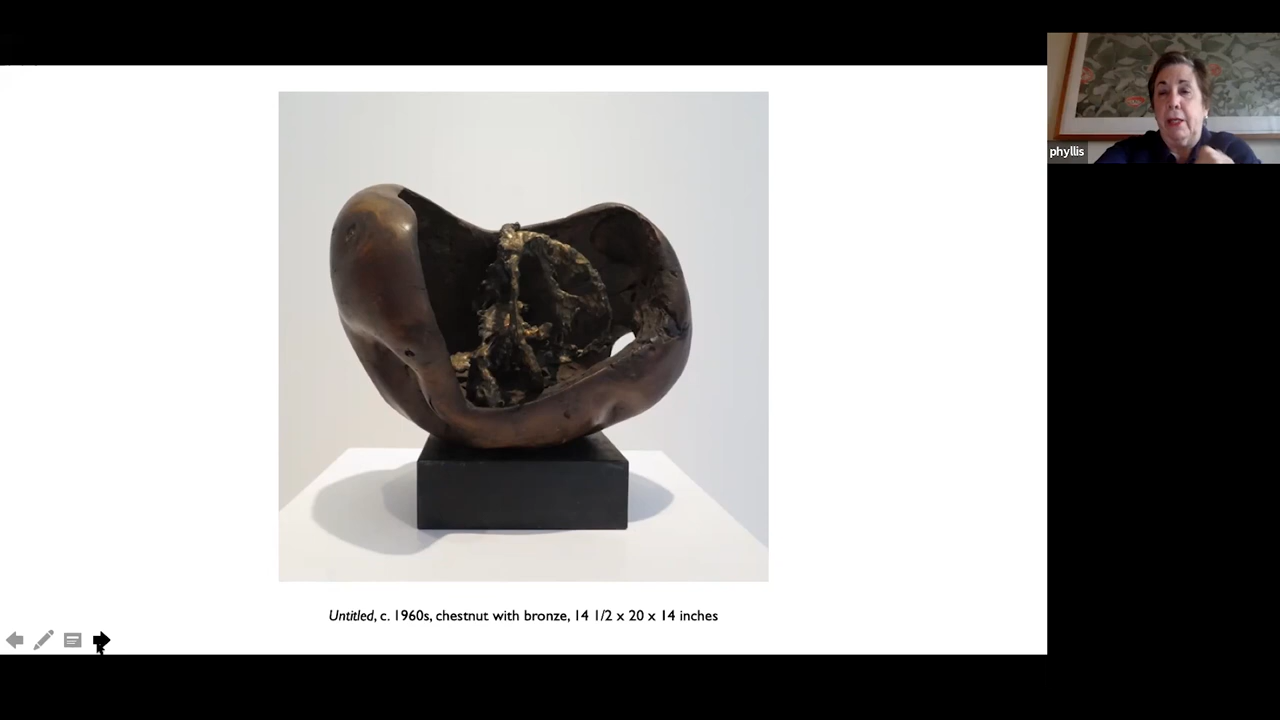 phyllis
Untitled, c. 1960s, chestnut with bronze, 14 1/2 x 20 x 14 inches